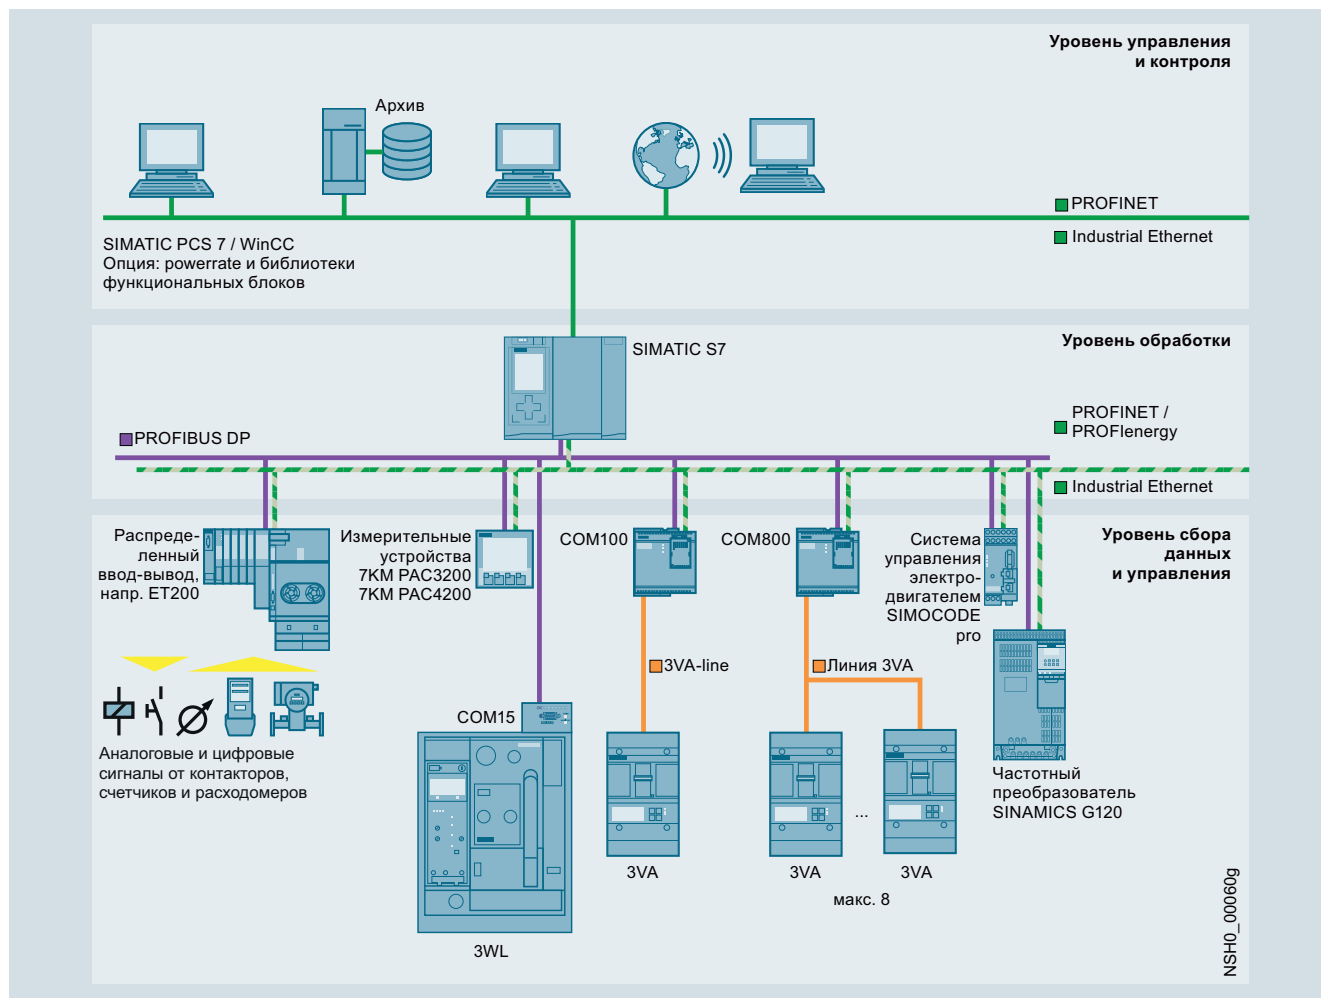 Уровень управления
и контроля
Архив
PROFINET
Industrial Ethernet
SIMATIC PCS 7 / WinCC
Опция: powerrate и библиотеки
функциональных блоков
SIMATIC S7
Уровень обработки
PROFINET /
PROFIenergy
PROFIBUS DP
Industrial Ethernet
Распреде-
ленный
ввод-вывод,
напр. ET200
Измерительные
устройства
7KM PAC3200
7KM PAC4200
COM100
COM800
Система
управления
электро-
двигателем
SIMOCODE
pro
Уровень сбора
данных
и управления
3VA-line
Линия 3VA
COM15
Аналоговые и цифровые
сигналы от контакторов,
счетчиков и расходомеров
Частотный
преобразователь
SINAMICS G120
...
3VA
3VA
3VA
макс. 8
3WL
NSH0_00060g